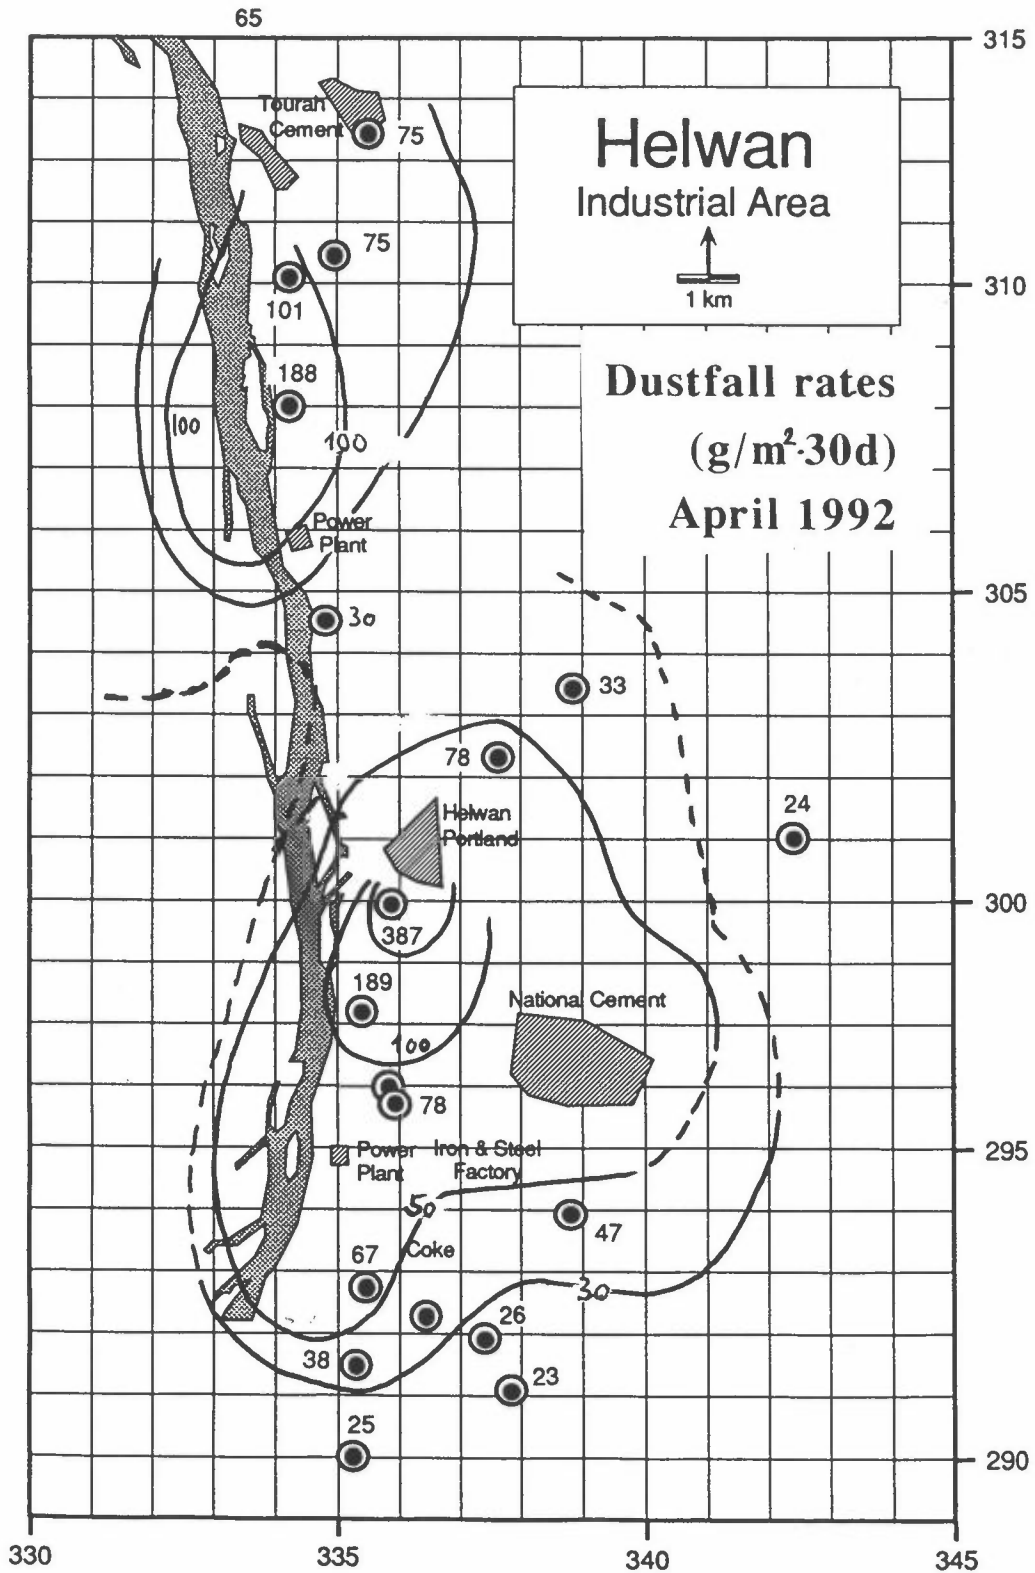 65
315
Tourah
Cement
75
Helwan
Industrial Area
1 km
75
101
310
188
100
100
Dustfall rates
(g/m²·30d)
April 1992
Power
Plant
305
30
33
78
24
Helwan
Portland
300
387
189
National Cement
100
78
Power
Plant
Iron & Steel
Factory
295
50
47
Coke
67
30
26
38
23
25
290
330
335
340
345